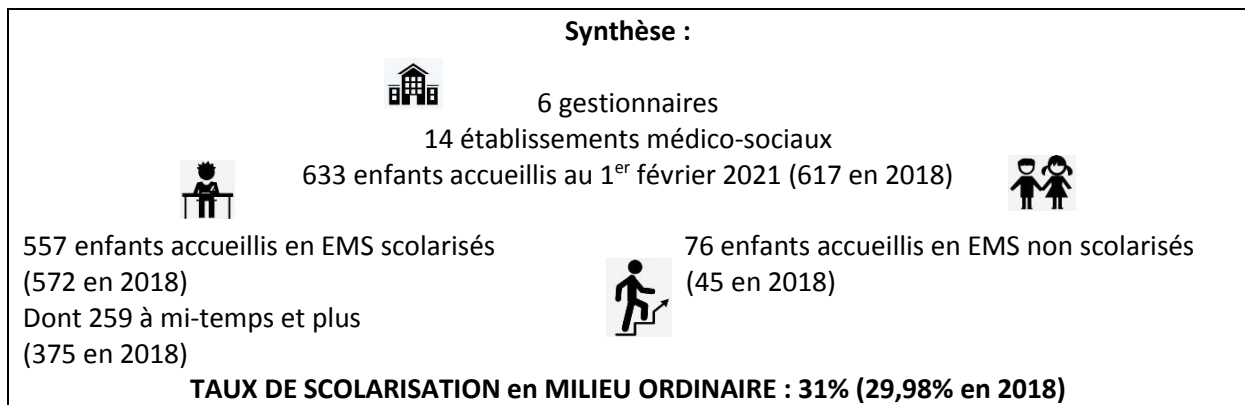 Synthèse :
6 gestionnaires
14 établissements médico-sociaux
633 enfants accueillis au 1er février 2021 (617 en 2018)
557 enfants accueillis en EMS scolarisés
(572 en 2018)
Dont 259 à mi-temps et plus
(375 en 2018)
76 enfants accueillis en EMS non scolarisés
(45 en 2018)
TAUX DE SCOLARISATION en MILIEU ORDINAIRE : 31% (29,98% en 2018)